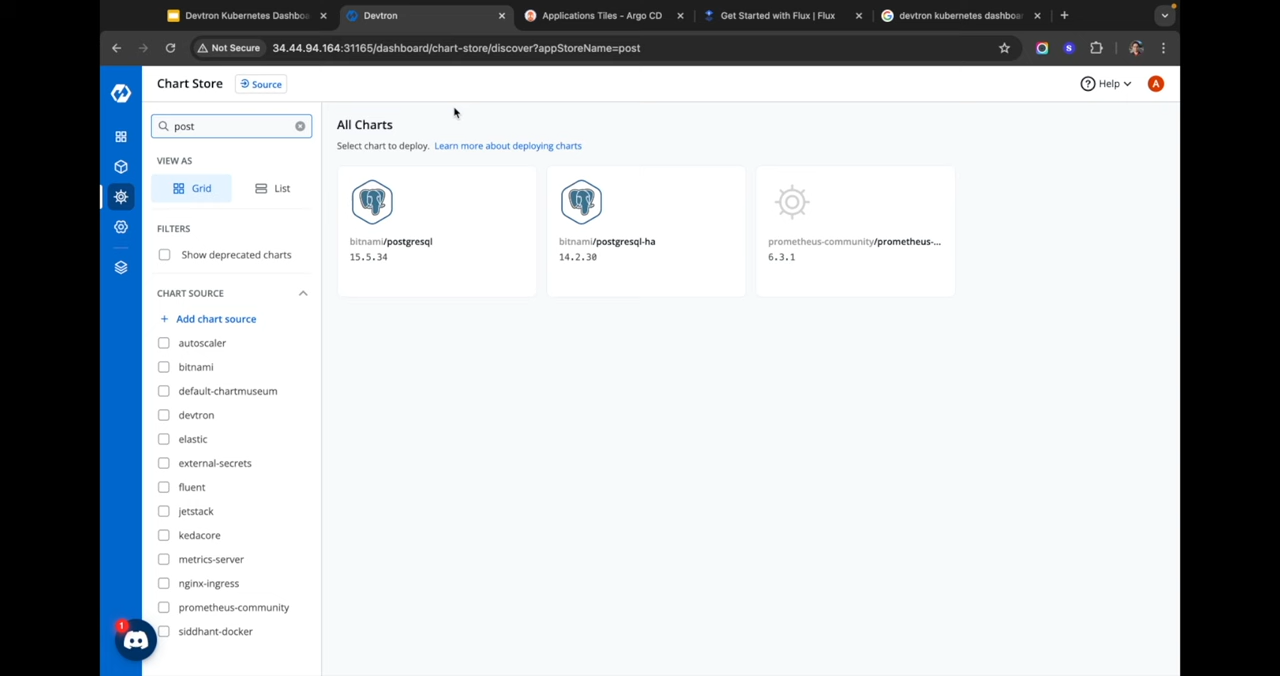 Devtron Kubernetes Dashboa
Devtron
Applications Tiles - Argo CD
Get Started with Flux | Flux
devtron kubernetes dashboa
Not Secure
34.44.94.164:31165/dashboard/chart-store/discover?appStoreName=post
S
Chart Store
Source
Help
A
post
VIEW AS
Grid
List
FILTERS
Show deprecated charts
CHART SOURCE
+ Add chart source
autoscaler
bitnami
default-chartmuseum
devtron
elastic
external-secrets
fluent
jetstack
kedacore
metrics-server
nginx-ingress
prometheus-community
siddhant-docker
1
All Charts
Select chart to deploy. Learn more about deploying charts
bitnami/postgresql
15.5.34
bitnami/postgresql-ha
14.2.30
prometheus-community/prometheus-...
6.3.1